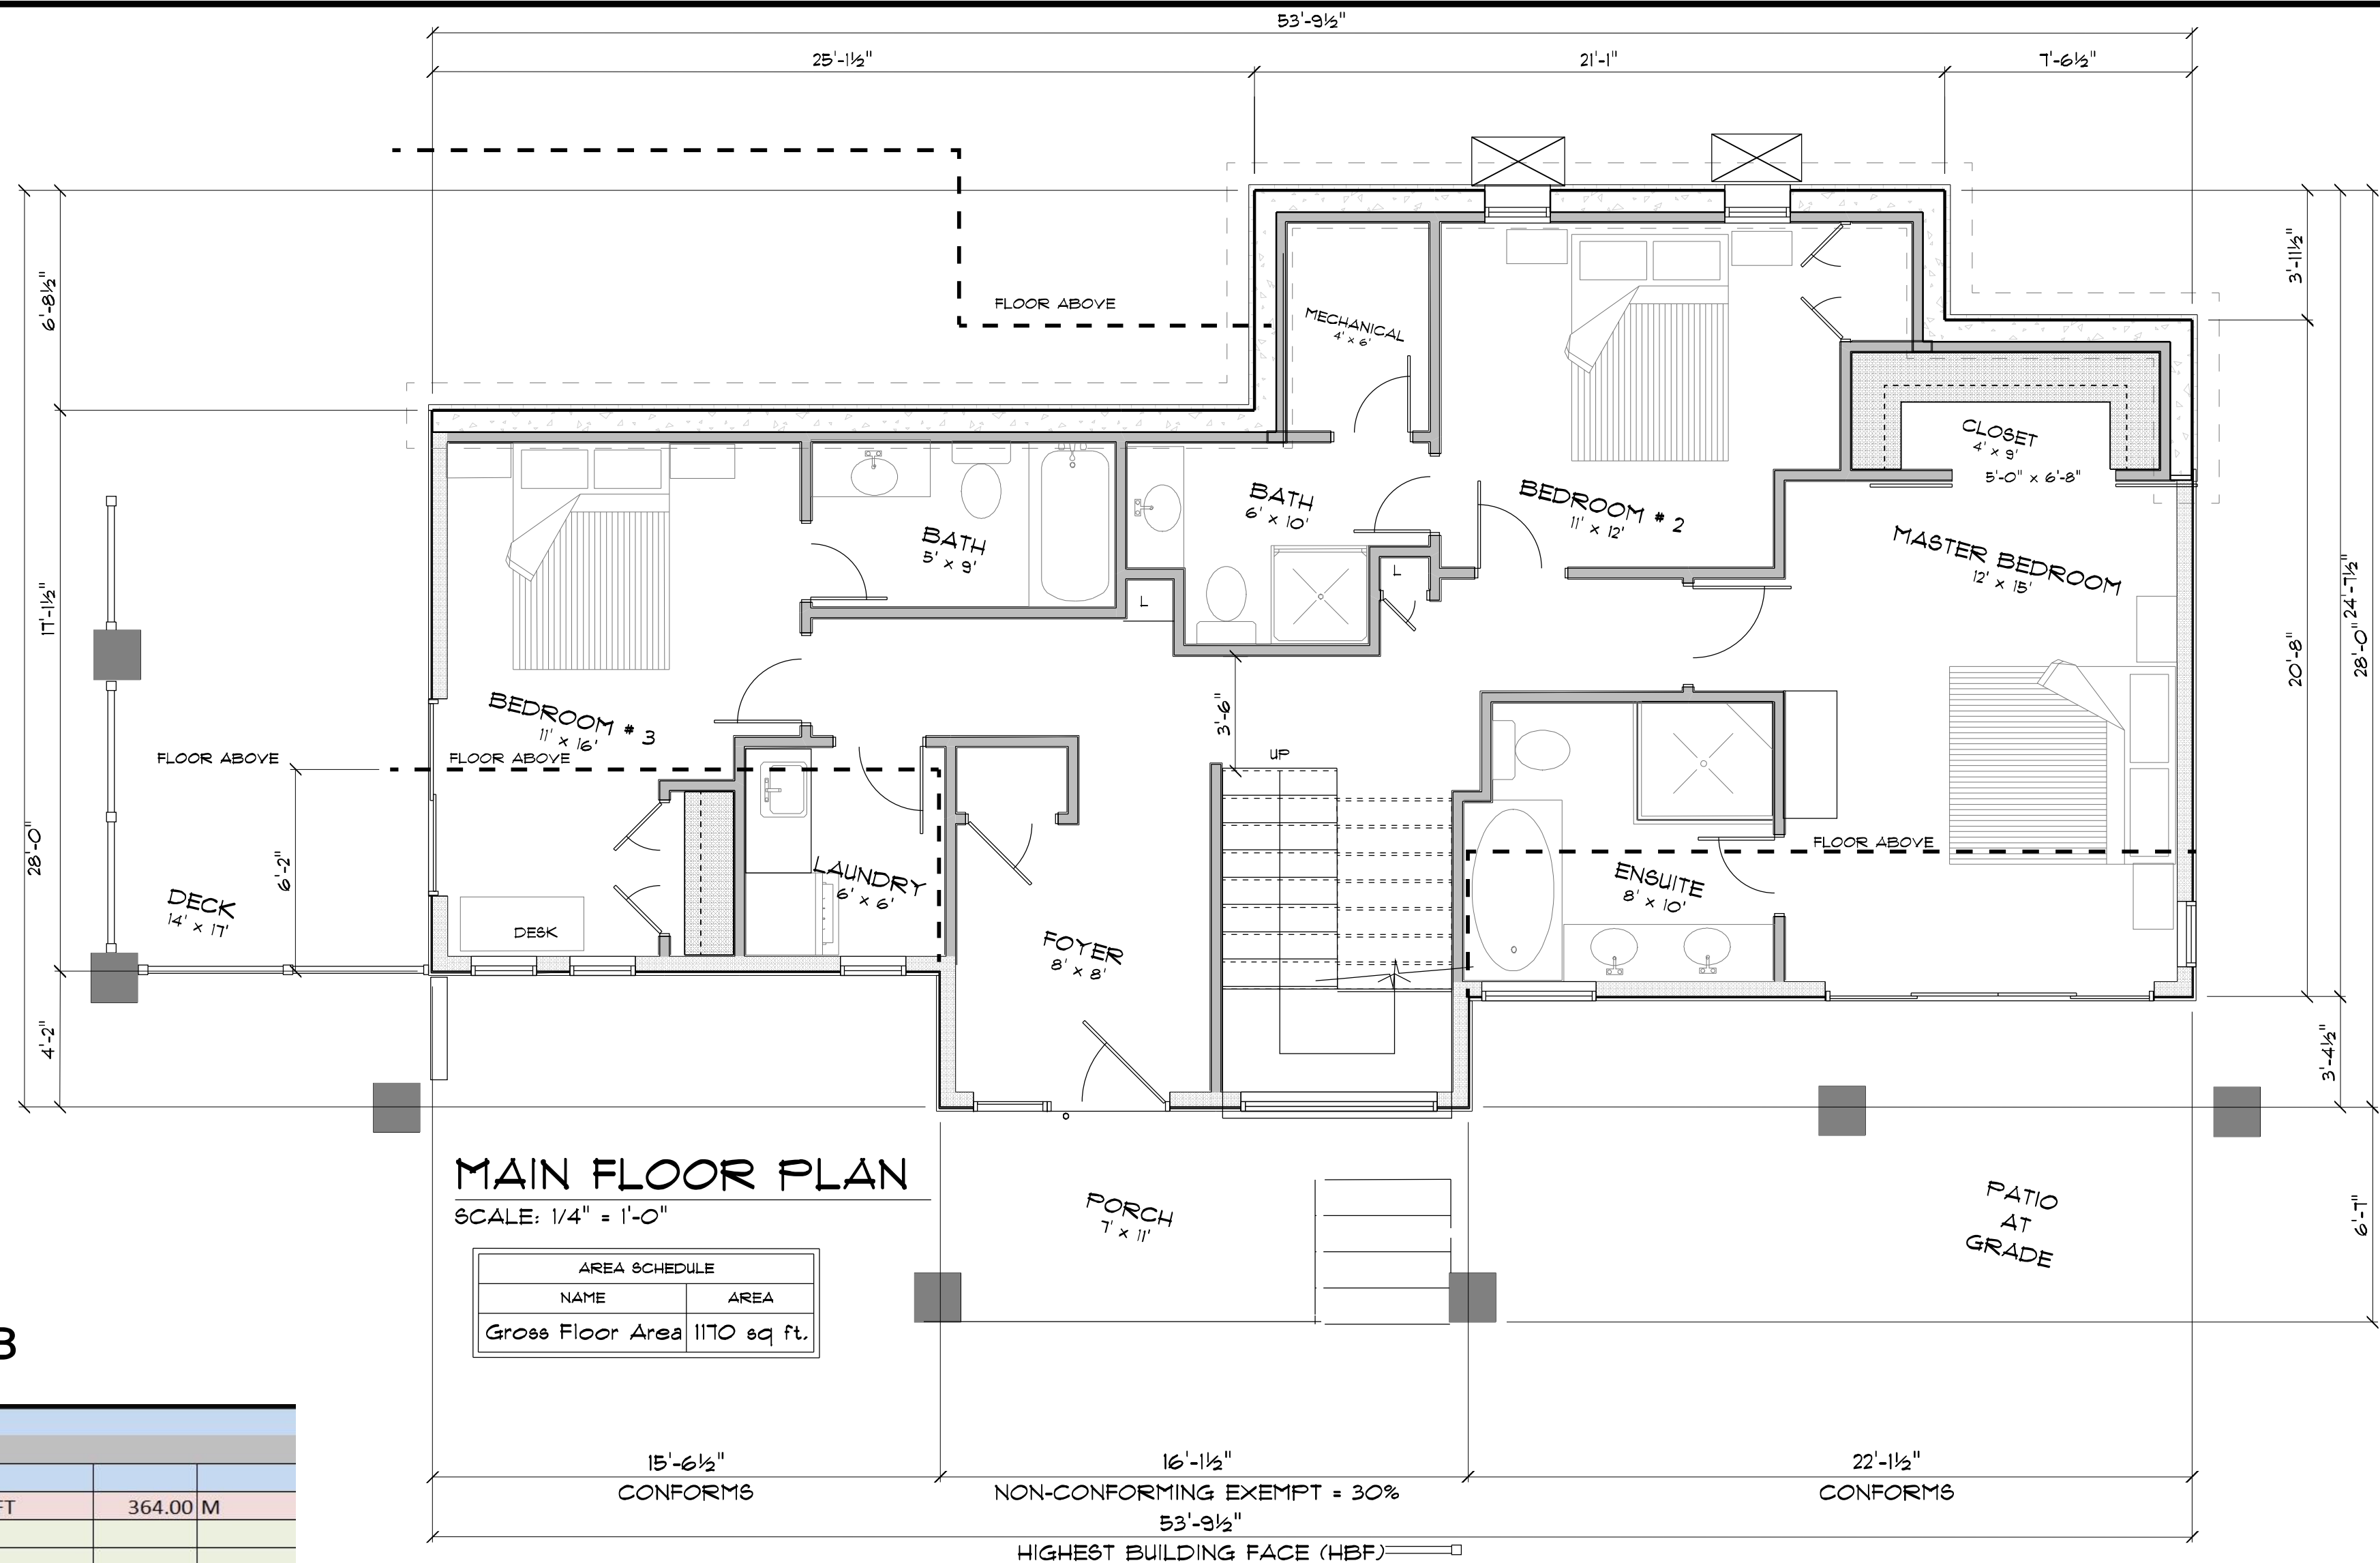 53'-9½"
25'-1½"
21'-1"
7'-6½"
6'-8½"
17'-1½"
28'-0"
4'-2"
3'-11½"
20'-8"
24'-7½"
28'-0"
3'-4½"
6'-7"
FLOOR ABOVE
MECHANICAL
4' x 6'
CLOSET
4' x 9'
5'-0" x 6'-8"
BATH
5' x 9'
BATH
6' x 10'
BEDROOM # 2
11' x 12'
MASTER BEDROOM
12' x 15'
L
L
BEDROOM # 3
11' x 16'
3'-6"
UP
FLOOR ABOVE
FLOOR ABOVE
6'-2"
DECK
14' x 17'
DESK
LAUNDRY
6' x 6'
FOYER
8' x 8'
ENSUITE
8' x 10'
FLOOR ABOVE
MAIN FLOOR PLAN
SCALE: 1/4" = 1'-0"
PORCH
7' x 11'
PATIO
AT
GRADE
AREA SCHEDULE
NAME AREA
Gross Floor Area 1170 sq ft.
B
FT 364.00 M
15'-6½"
CONFORMS
16'-1½"
NON-CONFORMING EXEMPT = 30%
22'-1½"
CONFORMS
53'-9½"
HIGHEST BUILDING FACE (HBF)